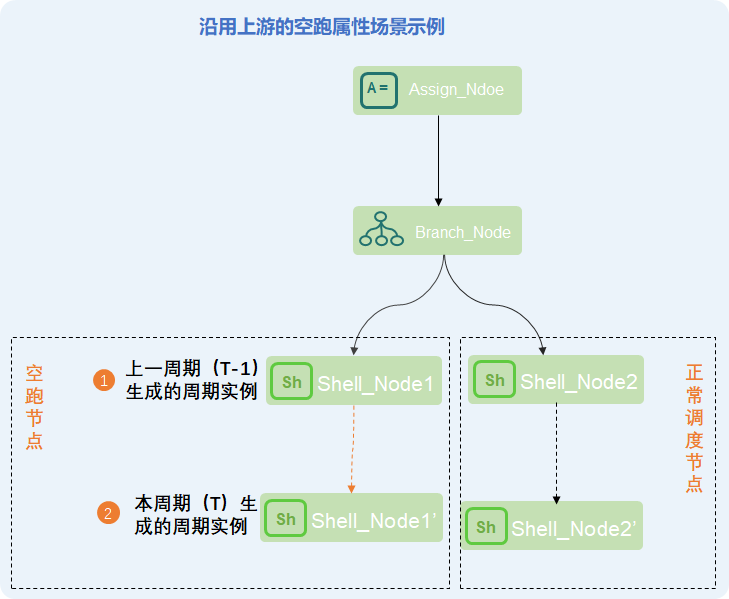 沿用上游的空跑属性场景示例
A =
Assign_Ndoe
Branch_Node
空跑节点
1
上一周期（T-1）
生成的周期实例
Sh
Shell_Node1
Sh
Shell_Node2
正常调度节点
2
本周期（T）生
成的周期实例
Sh
Shell_Node1’
Sh
Shell_Node2’